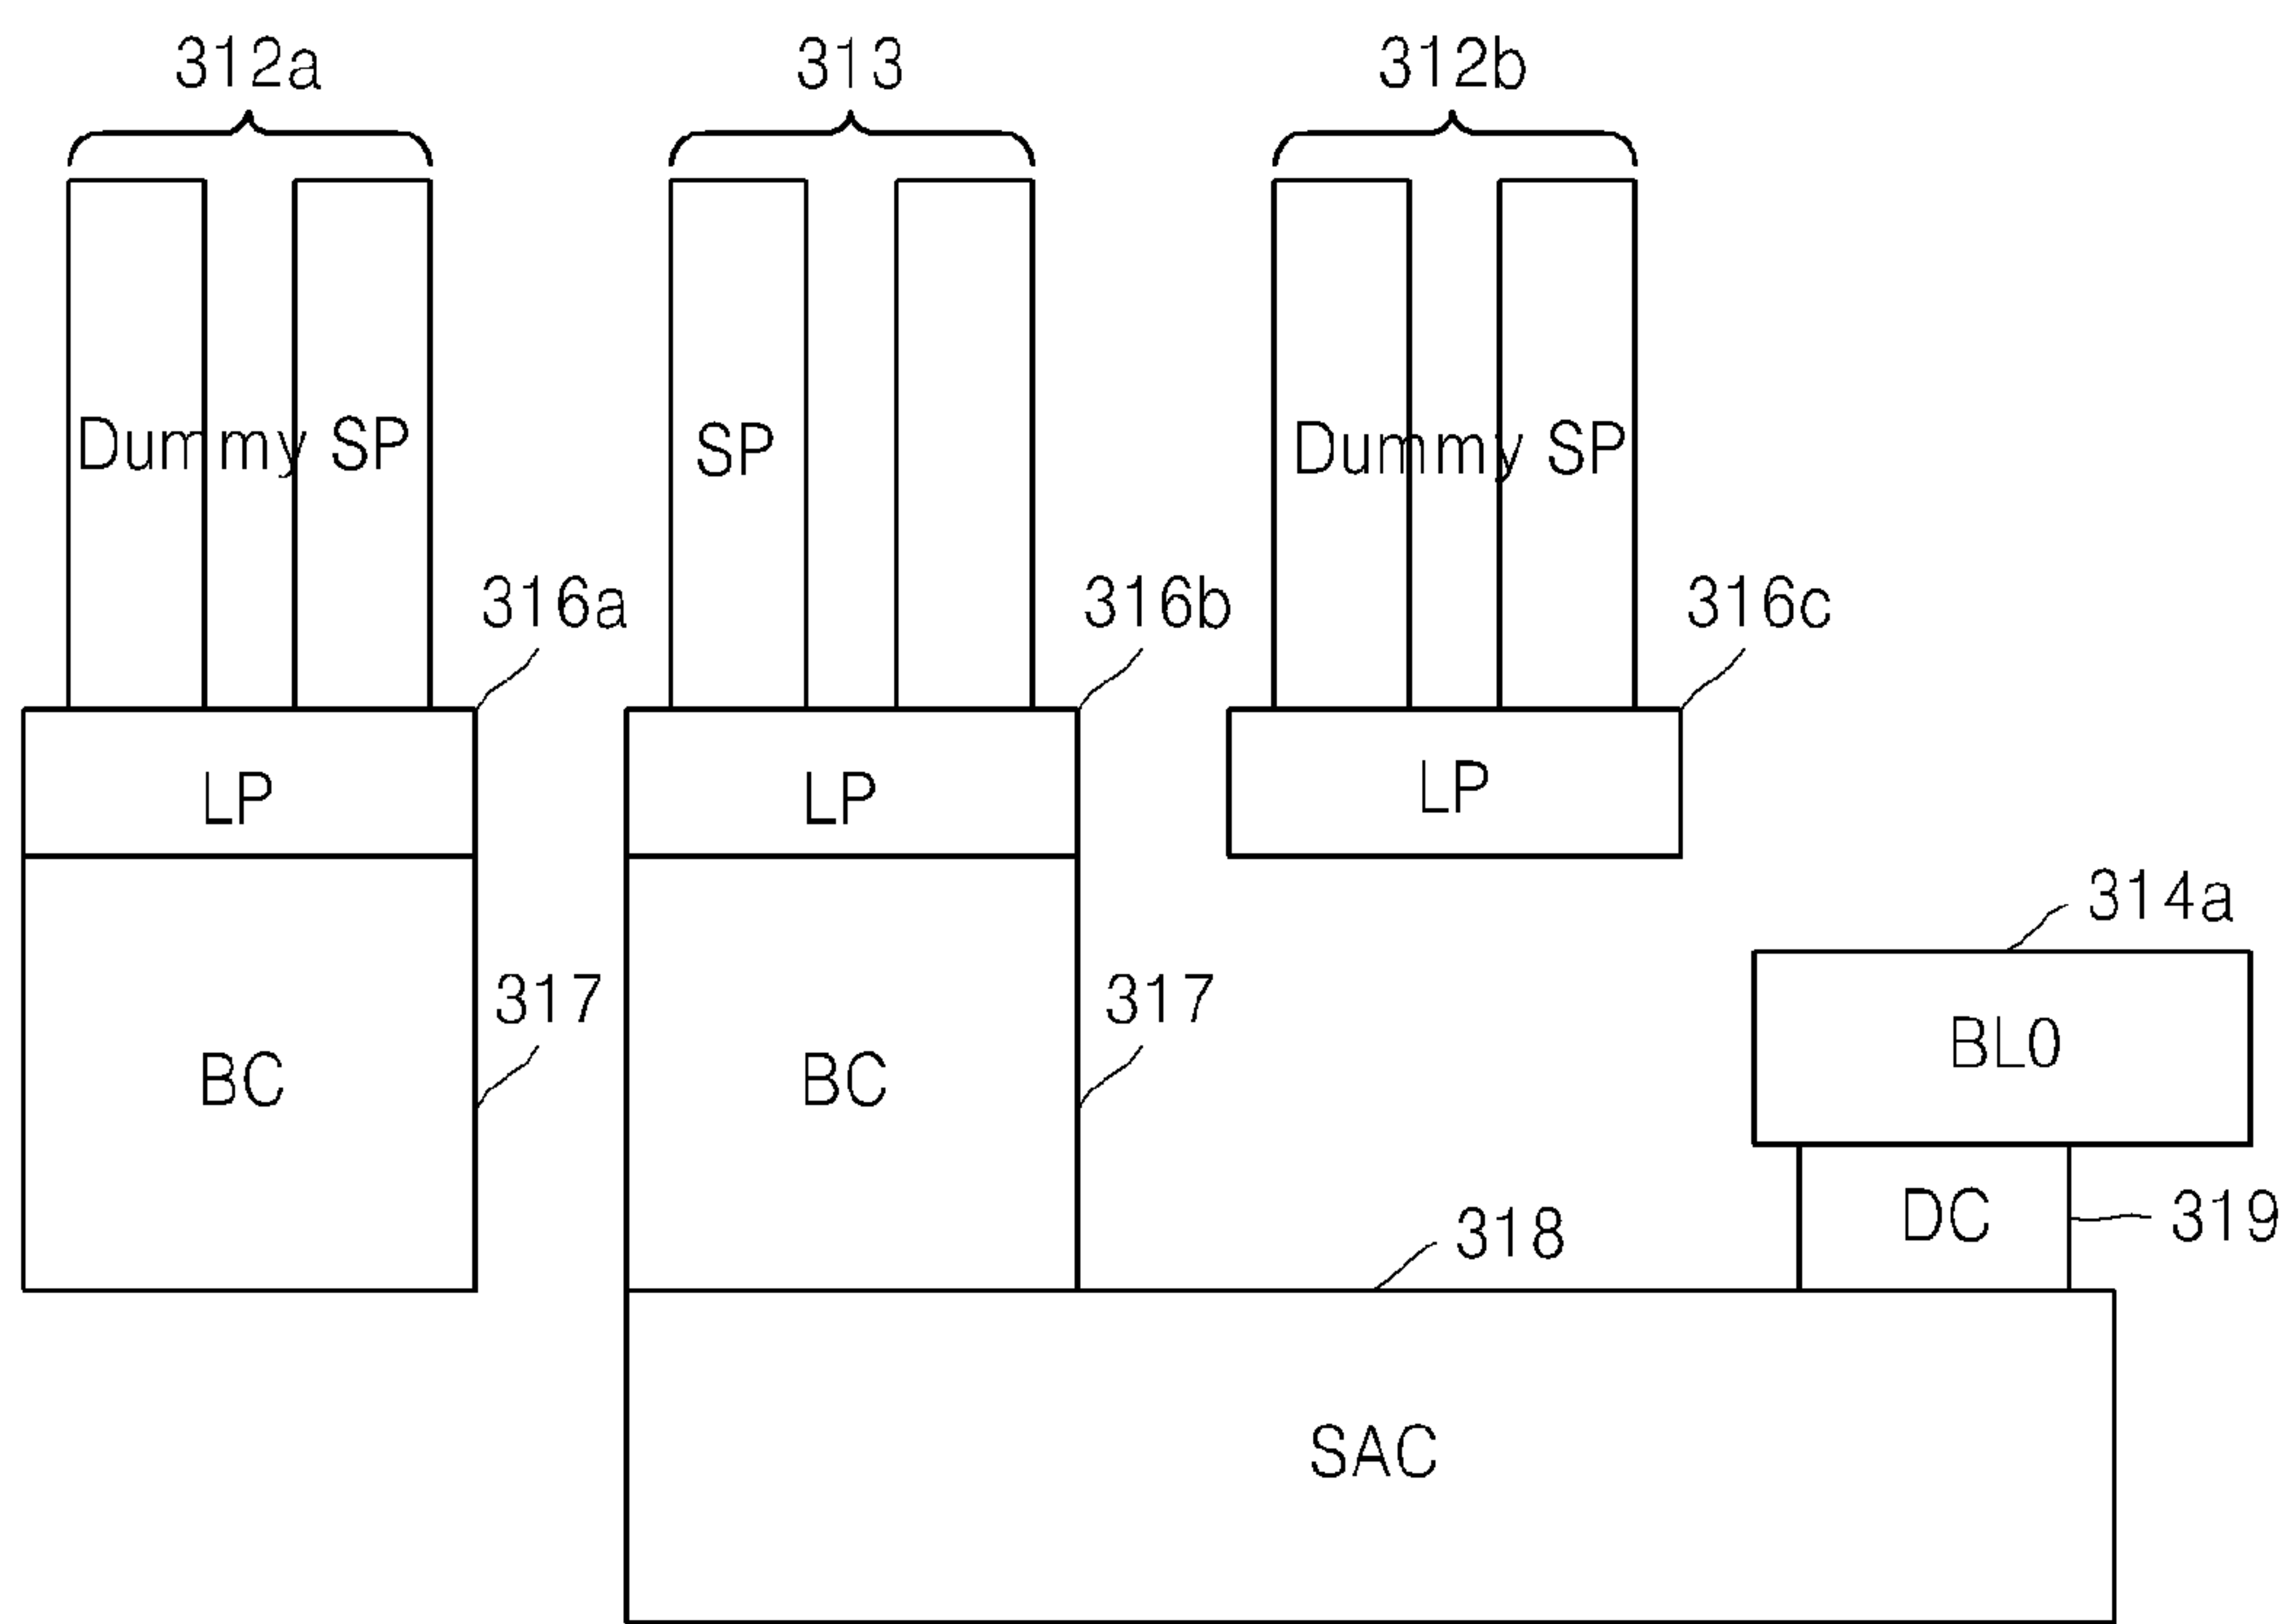 312a 313 312b
Dummy SP SP Dummy SP
316a 316b 316c
LP LP LP
314a
317 317
BL0
BC BC
DC 319
318
SAC